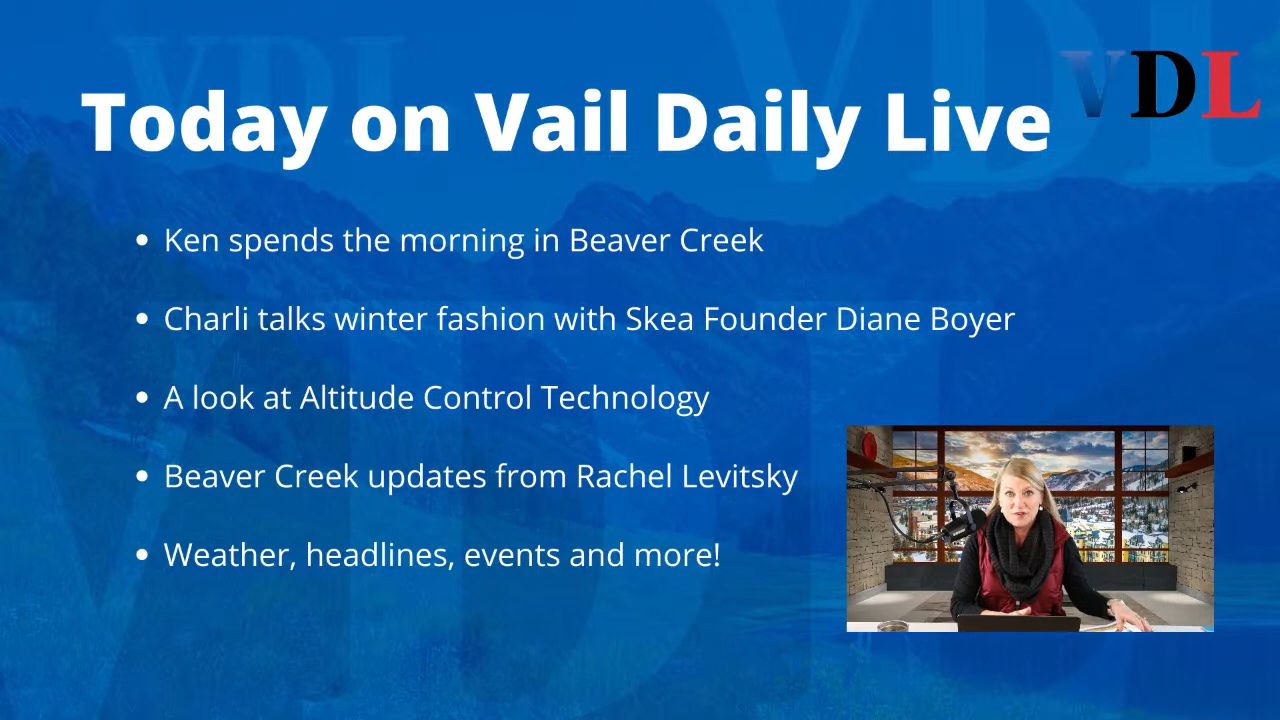 Today on Vail Daily Live
VDL
Ken spends the morning in Beaver Creek
Charli talks winter fashion with Skea Founder Diane Boyer
A look at Altitude Control Technology
Beaver Creek updates from Rachel Levitsky
Weather, headlines, events and more!